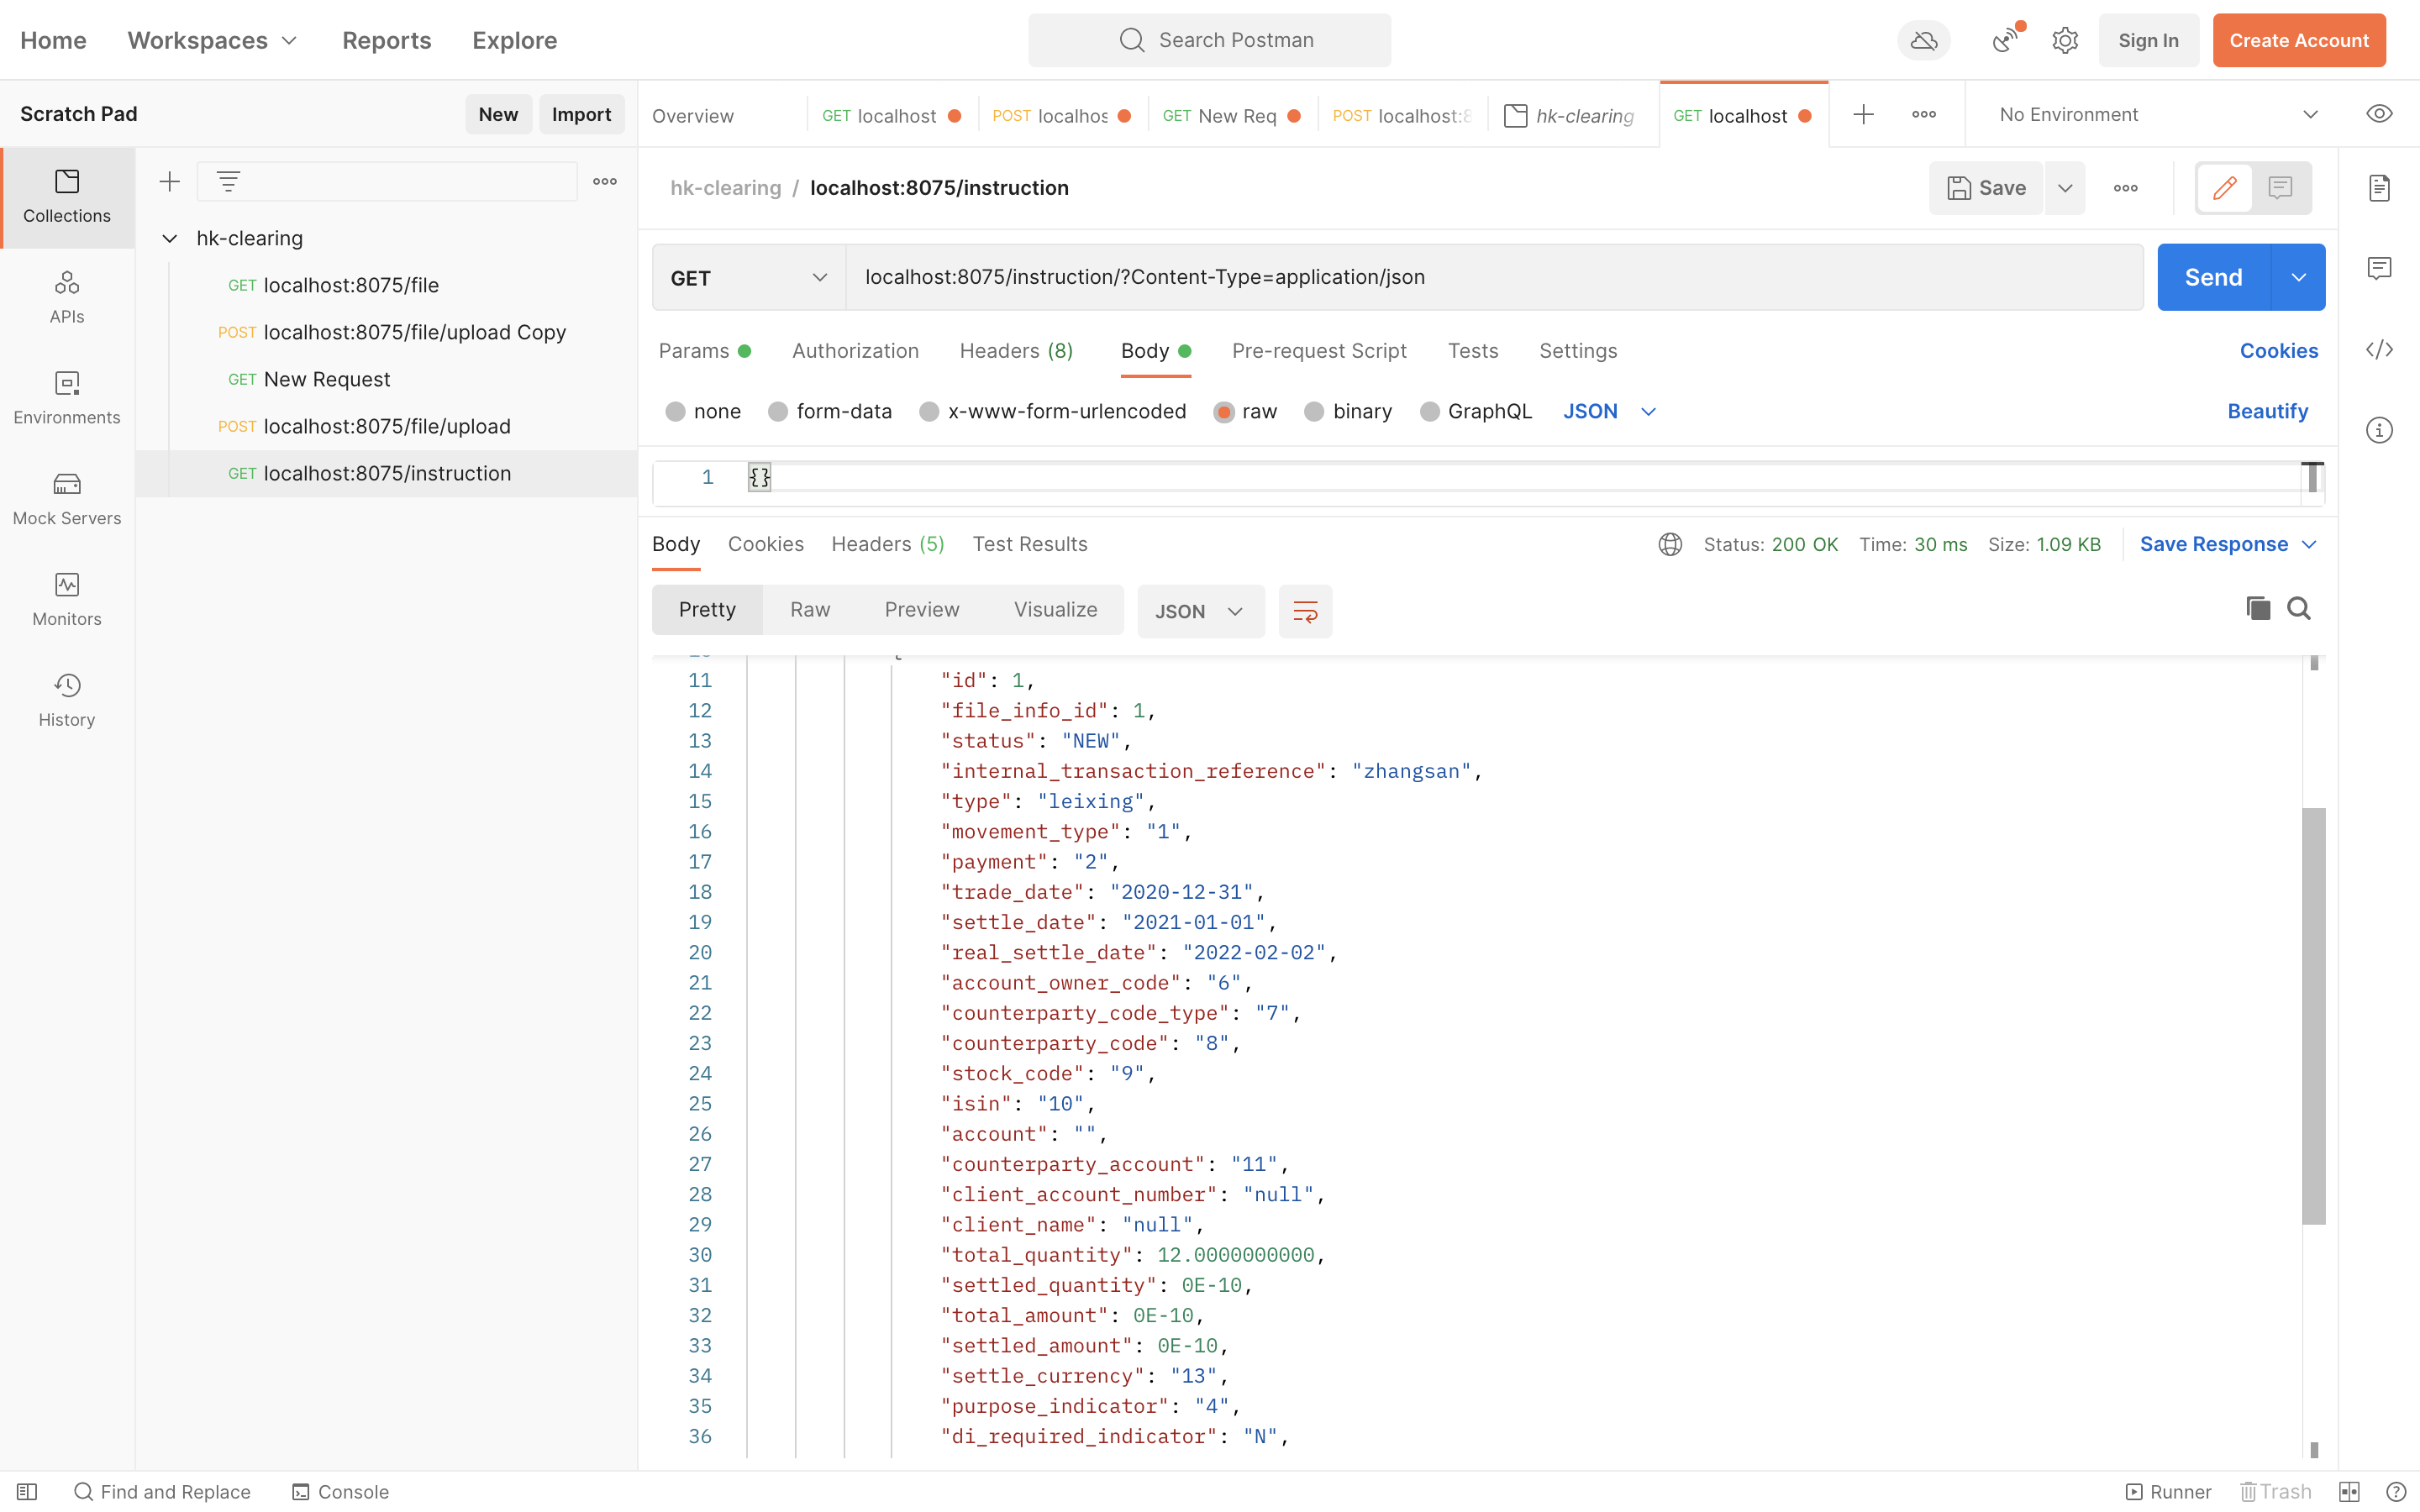 Home Workspaces Reports Explore Search Postman Sign In Create Account
Scratch Pad New Import
Overview GET localhost POST localhos GET New Req POST localhost:8 hk-clearing GET localhost No Environment
Collections
APIs
Environments
Mock Servers
Monitors
History
hk-clearing
GET localhost:8075/file
POST localhost:8075/file/upload Copy
GET New Request
POST localhost:8075/file/upload
GET localhost:8075/instruction
hk-clearing / localhost:8075/instruction Save
GET localhost:8075/instruction/?Content-Type=application/json Send
Params Authorization Headers (8) Body Pre-request Script Tests Settings Cookies
none form-data x-www-form-urlencoded raw binary GraphQL JSON Beautify
1 {}
Body Cookies Headers (5) Test Results Status: 200 OK Time: 30 ms Size: 1.09 KB Save Response
Pretty Raw Preview Visualize JSON
11 "id": 1,
12 "file_info_id": 1,
13 "status": "NEW",
14 "internal_transaction_reference": "zhangsan",
15 "type": "leixing",
16 "movement_type": "1",
17 "payment": "2",
18 "trade_date": "2020-12-31",
19 "settle_date": "2021-01-01",
20 "real_settle_date": "2022-02-02",
21 "account_owner_code": "6",
22 "counterparty_code_type": "7",
23 "counterparty_code": "8",
24 "stock_code": "9",
25 "isin": "10",
26 "account": "",
27 "counterparty_account": "11",
28 "client_account_number": "null",
29 "client_name": "null",
30 "total_quantity": 12.0000000000,
31 "settled_quantity": 0E-10,
32 "total_amount": 0E-10,
33 "settled_amount": 0E-10,
34 "settle_currency": "13",
35 "purpose_indicator": "4",
36 "di_required_indicator": "N",
Find and Replace Console Runner Trash